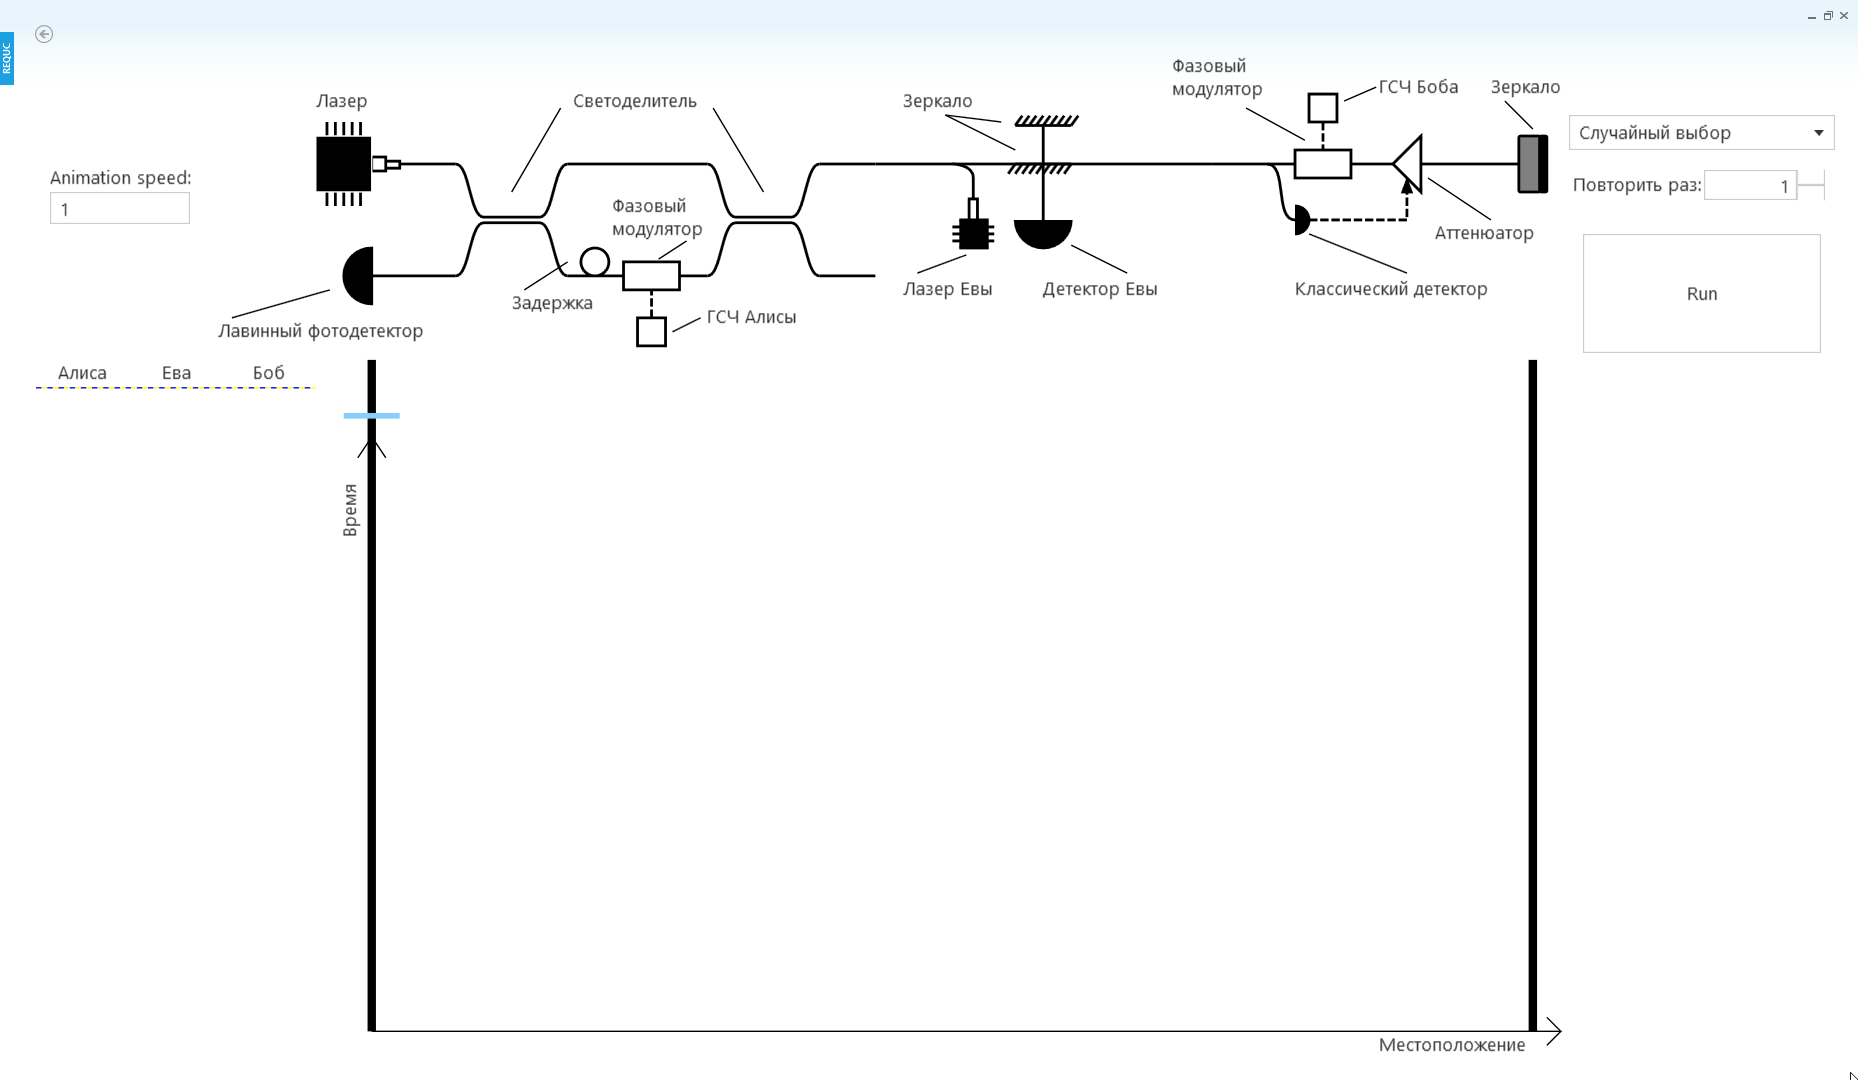 REQUC
Фазовый
модулятор
ГСЧ Боба
Зеркало
Лазер
Светоделитель
Зеркало
Случайный выбор
Animation speed:
1
Повторить раз:
1
Фазовый
модулятор
Аттенюатор
Задержка
Лазер Евы
Детектор Евы
Классический детектор
Run
Лавинный фотодетектор
ГСЧ Алисы
Алиса
Ева
Боб
Время
Местоположение